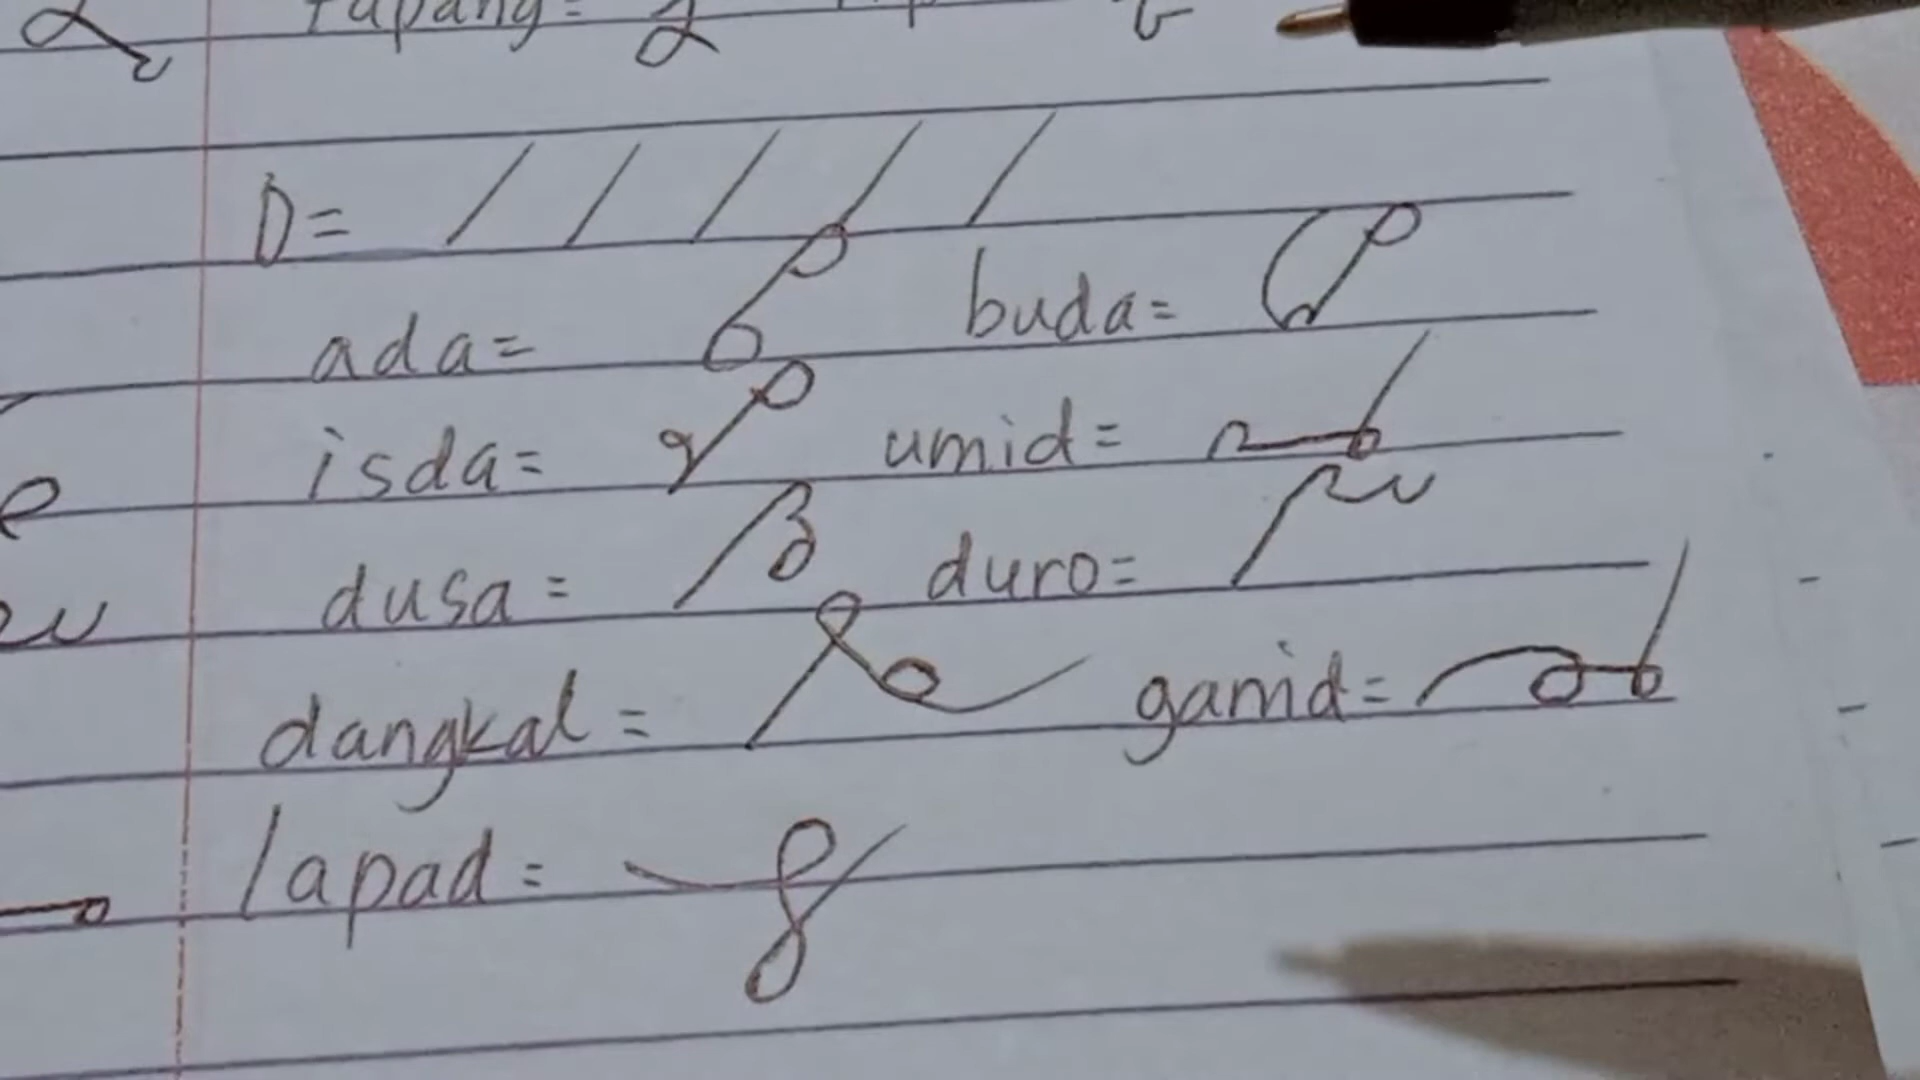 D=
ada= buda=
isda= umid=
dusa= duro=
dangkal= gamid=
lapad=